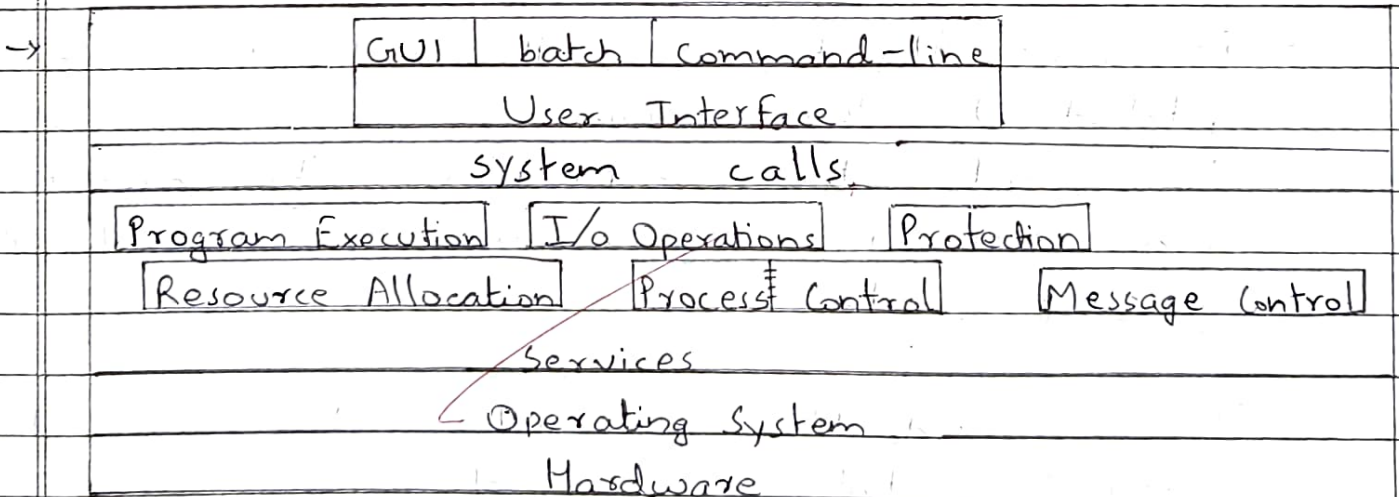 → GUI batch Command-line
User Interface
system calls
Program Execution I/o Operations Protection
Resource Allocation Process Control Message Control
Services
Operating System
Hardware